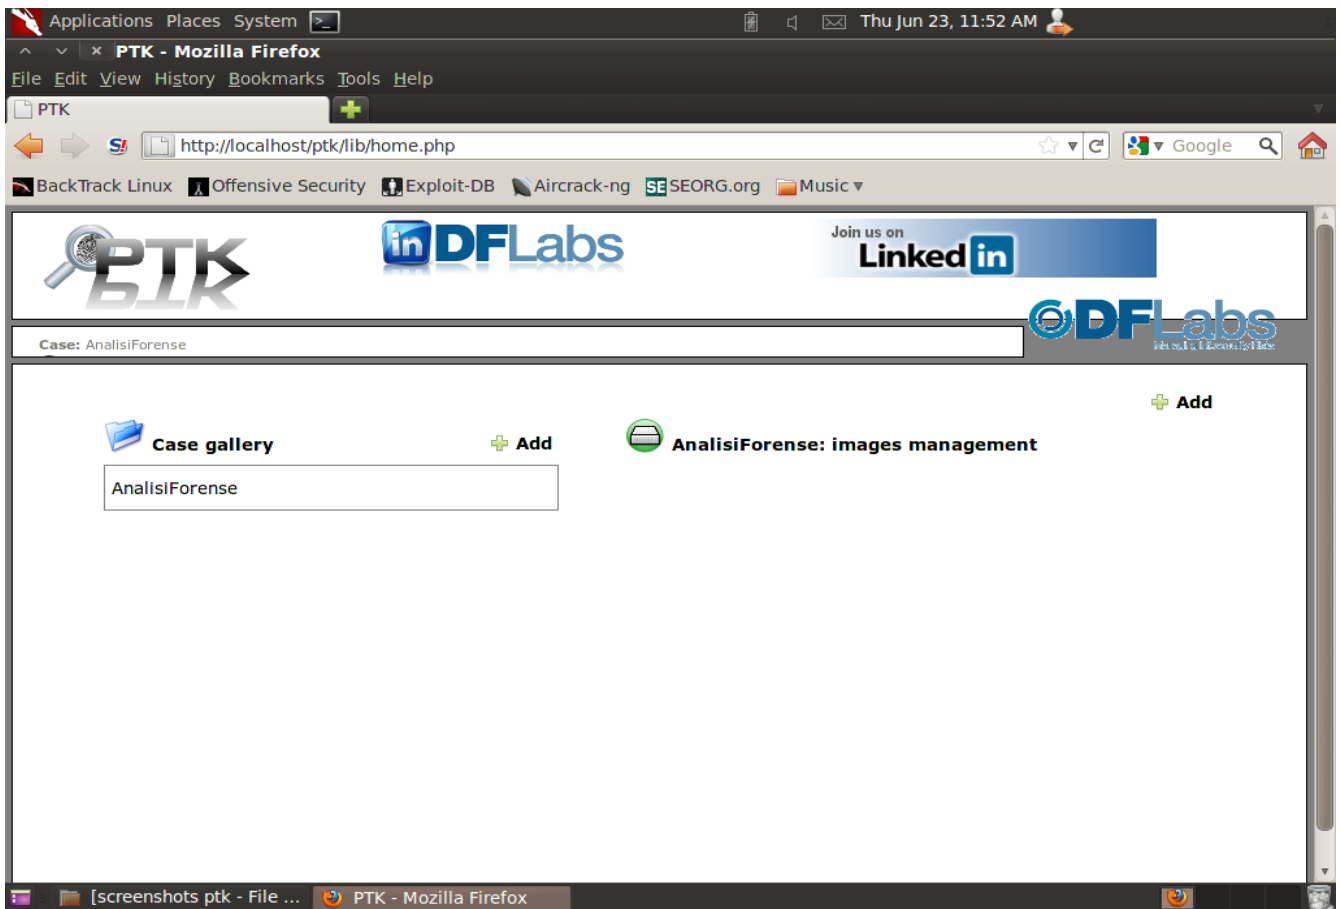 Applications Places System
Thu Jun 23, 11:52 AM
PTK - Mozilla Firefox
File Edit View History Bookmarks Tools Help
PTK
S!
http://localhost/ptk/lib/home.php
Google
BackTrack Linux
Offensive Security
Exploit-DB
Aircrack-ng
SE SEORG.org
Music
PTK
in DFLabs
Join us on
Linked in
DFLabs
Case: AnalisiForense
Add
Case gallery
Add
AnalisiForense: images management
AnalisiForense
[screenshots ptk - File ...
PTK - Mozilla Firefox